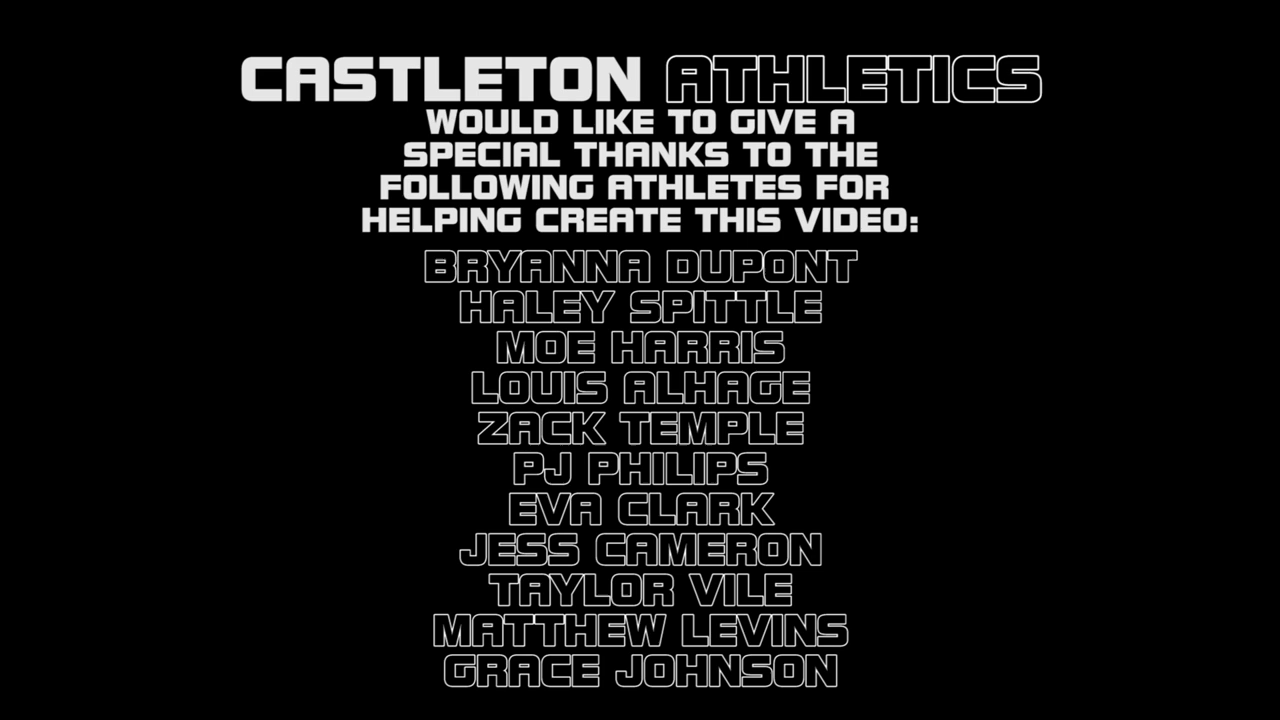 CASTLETON ATHLETICS
WOULD LIKE TO GIVE A
SPECIAL THANKS TO THE
FOLLOWING ATHLETES FOR
HELPING CREATE THIS VIDEO:
BRYANNA DUPONT
HALEY SPITTLE
MOE HARRIS
LOUIS ALHAGE
ZACK TEMPLE
PJ PHILIPS
EVA CLARK
JESS CAMERON
TAYLOR VILE
MATTHEW LEVINS
GRACE JOHNSON